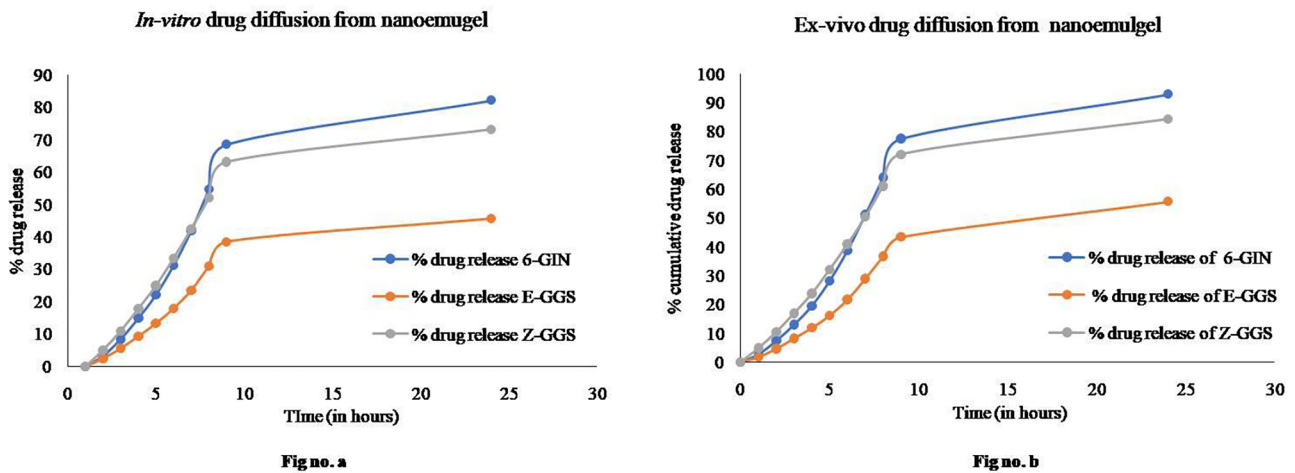 In-vitro drug diffusion from nanoemugel
90
80
70
60
50
40
30
20
10
0
% drug release
0 5 10 15 20 25 30
TIme (in hours)
% drug release 6-GIN
% drug release E-GGS
% drug release Z-GGS
Fig no. a
Ex-vivo drug diffusion from nanoemulgel
100
90
80
70
60
50
40
30
20
10
0
% cumulative drug release
0 5 10 15 20 25 30
Time (in hours)
% drug release of 6-GIN
% drug release of E-GGS
% drug release of Z-GGS
Fig no. b